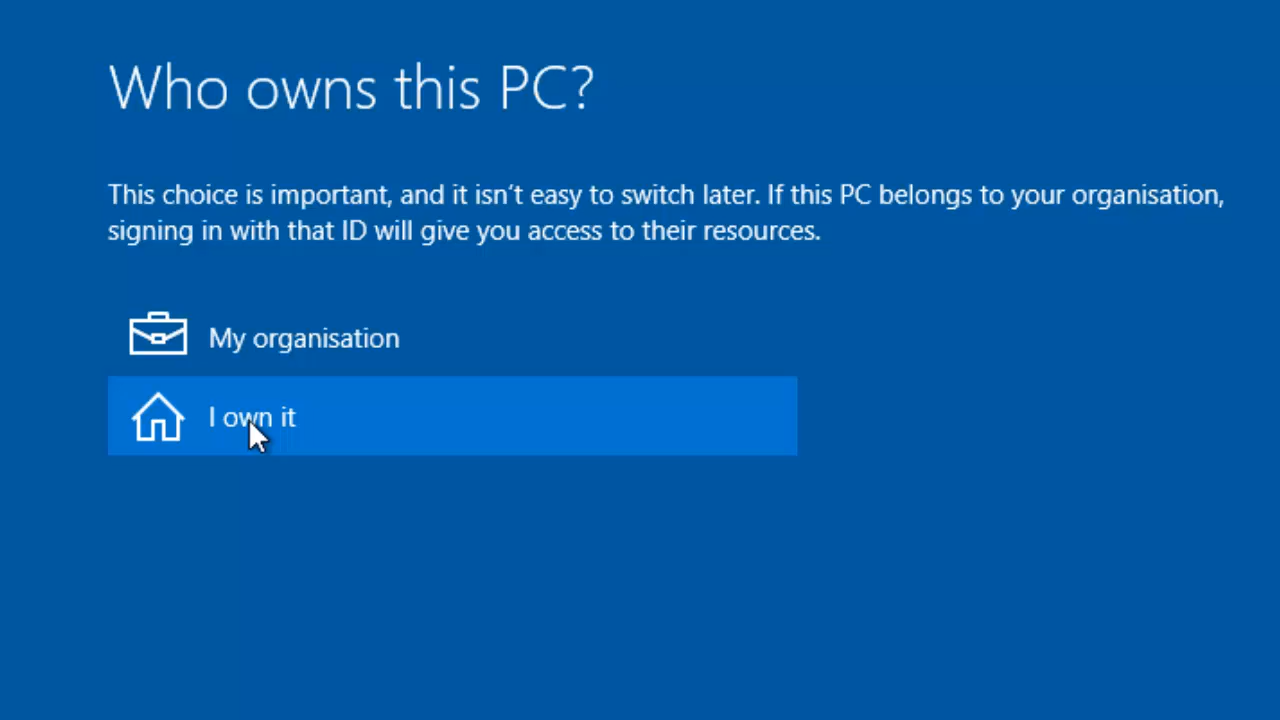 Who owns this PC?
This choice is important, and it isn't easy to switch later. If this PC belongs to your organisation,
signing in with that ID will give you access to their resources.
My organisation
I own it